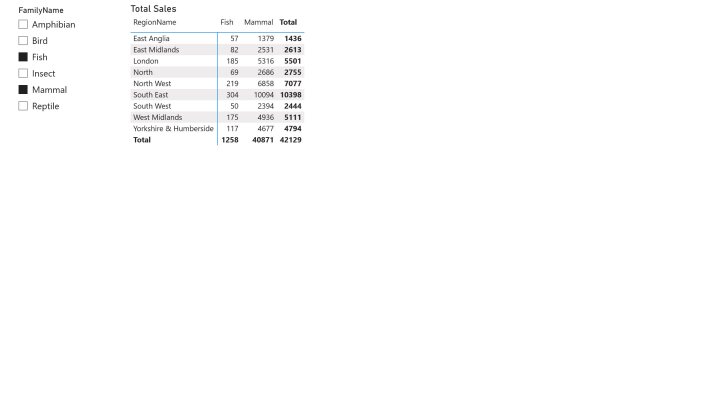 FamilyName
Amphibian
Bird
Fish
Insect
Mammal
Reptile
Total Sales
RegionName Fish Mammal Total
East Anglia 57 1379 1436
East Midlands 82 2531 2613
London 185 5316 5501
North 69 2686 2755
North West 219 6858 7077
South East 304 10094 10398
South West 50 2394 2444
West Midlands 175 4936 5111
Yorkshire & Humberside 117 4677 4794
Total 1258 40871 42129